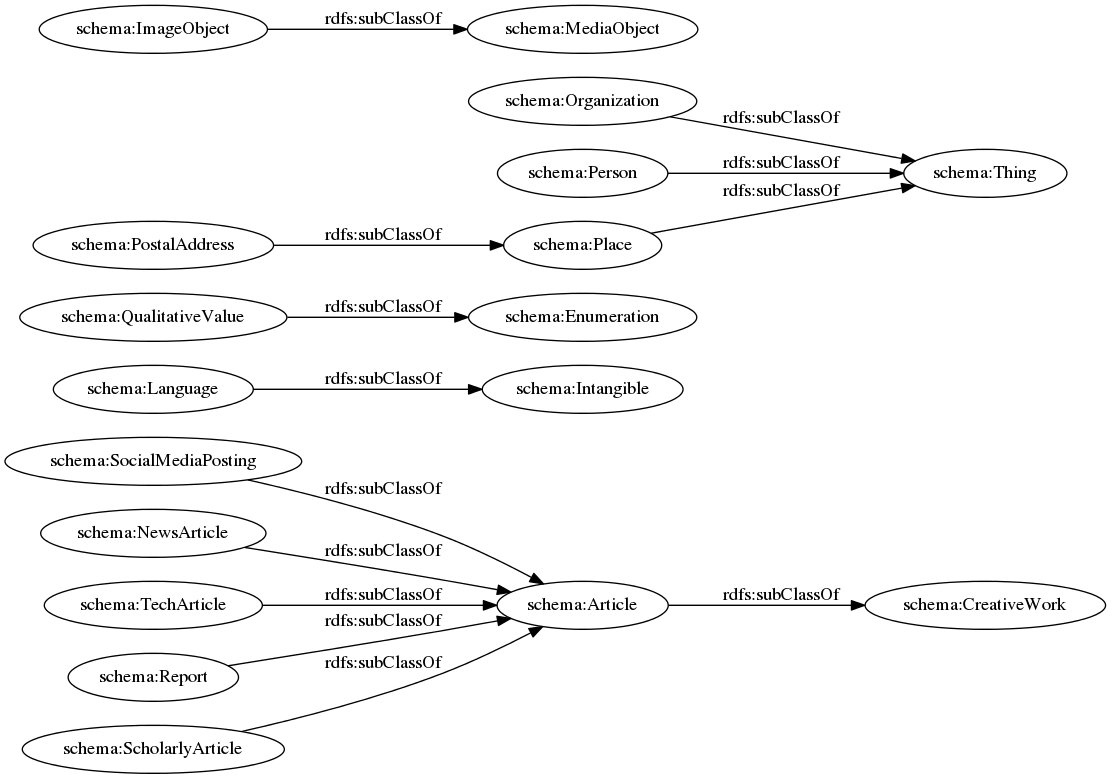 schema:ImageObject
rdfs:subClassOf
schema:MediaObject
schema:Organization
rdfs:subClassOf
schema:Person
rdfs:subClassOf
schema:Thing
rdfs:subClassOf
schema:PostalAddress
rdfs:subClassOf
schema:Place
schema:QualitativeValue
rdfs:subClassOf
schema:Enumeration
schema:Language
rdfs:subClassOf
schema:Intangible
schema:SocialMediaPosting
rdfs:subClassOf
schema:NewsArticle
rdfs:subClassOf
schema:TechArticle
rdfs:subClassOf
schema:Article
rdfs:subClassOf
schema:CreativeWork
rdfs:subClassOf
schema:Report
rdfs:subClassOf
schema:ScholarlyArticle